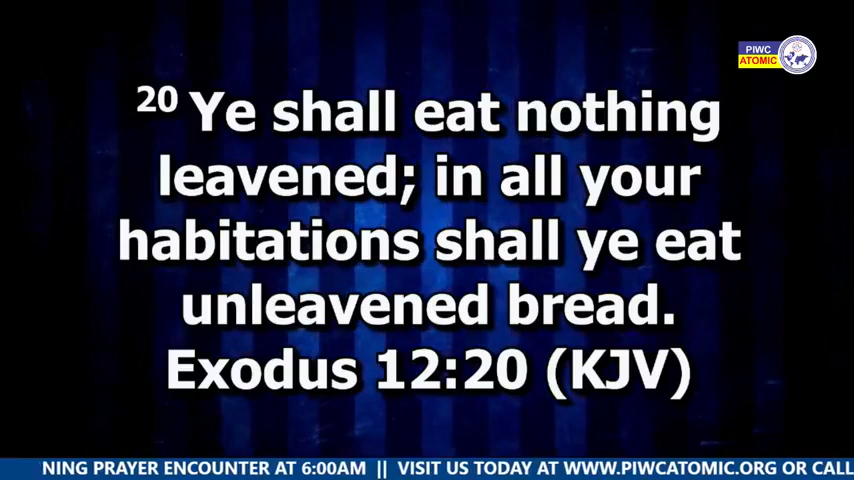 PIWC
ATOMIC
20 Ye shall eat nothing
leavened; in all your
habitations shall ye eat
unleavened bread.
Exodus 12:20 (KJV)
NING PRAYER ENCOUNTER AT 6:00AM || VISIT US TODAY AT WWW.PIWCATOMIC.ORG OR CALL